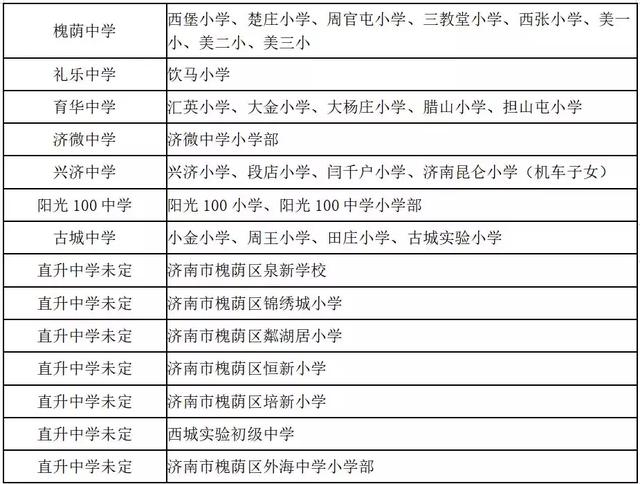 槐荫中学
西堡小学、楚庄小学、周官屯小学、三教堂小学、西张小学、美一
小、美二小、美三小
礼乐中学
饮马小学
育华中学
汇英小学、大金小学、大杨庄小学、腊山小学、担山屯小学
济微中学
济微中学小学部
兴济中学
兴济小学、段店小学、闫千户小学、济南昆仑小学（机车子女）
阳光 100 中学
阳光 100 小学、阳光 100 中学小学部
古城中学
小金小学、周王小学、田庄小学、古城实验小学
直升中学未定
济南市槐荫区泉新学校
直升中学未定
济南市槐荫区锦绣城小学
直升中学未定
济南市槐荫区粼湖居小学
直升中学未定
济南市槐荫区恒新小学
直升中学未定
济南市槐荫区培新小学
直升中学未定
西城实验初级中学
直升中学未定
济南市槐荫区外海中学小学部